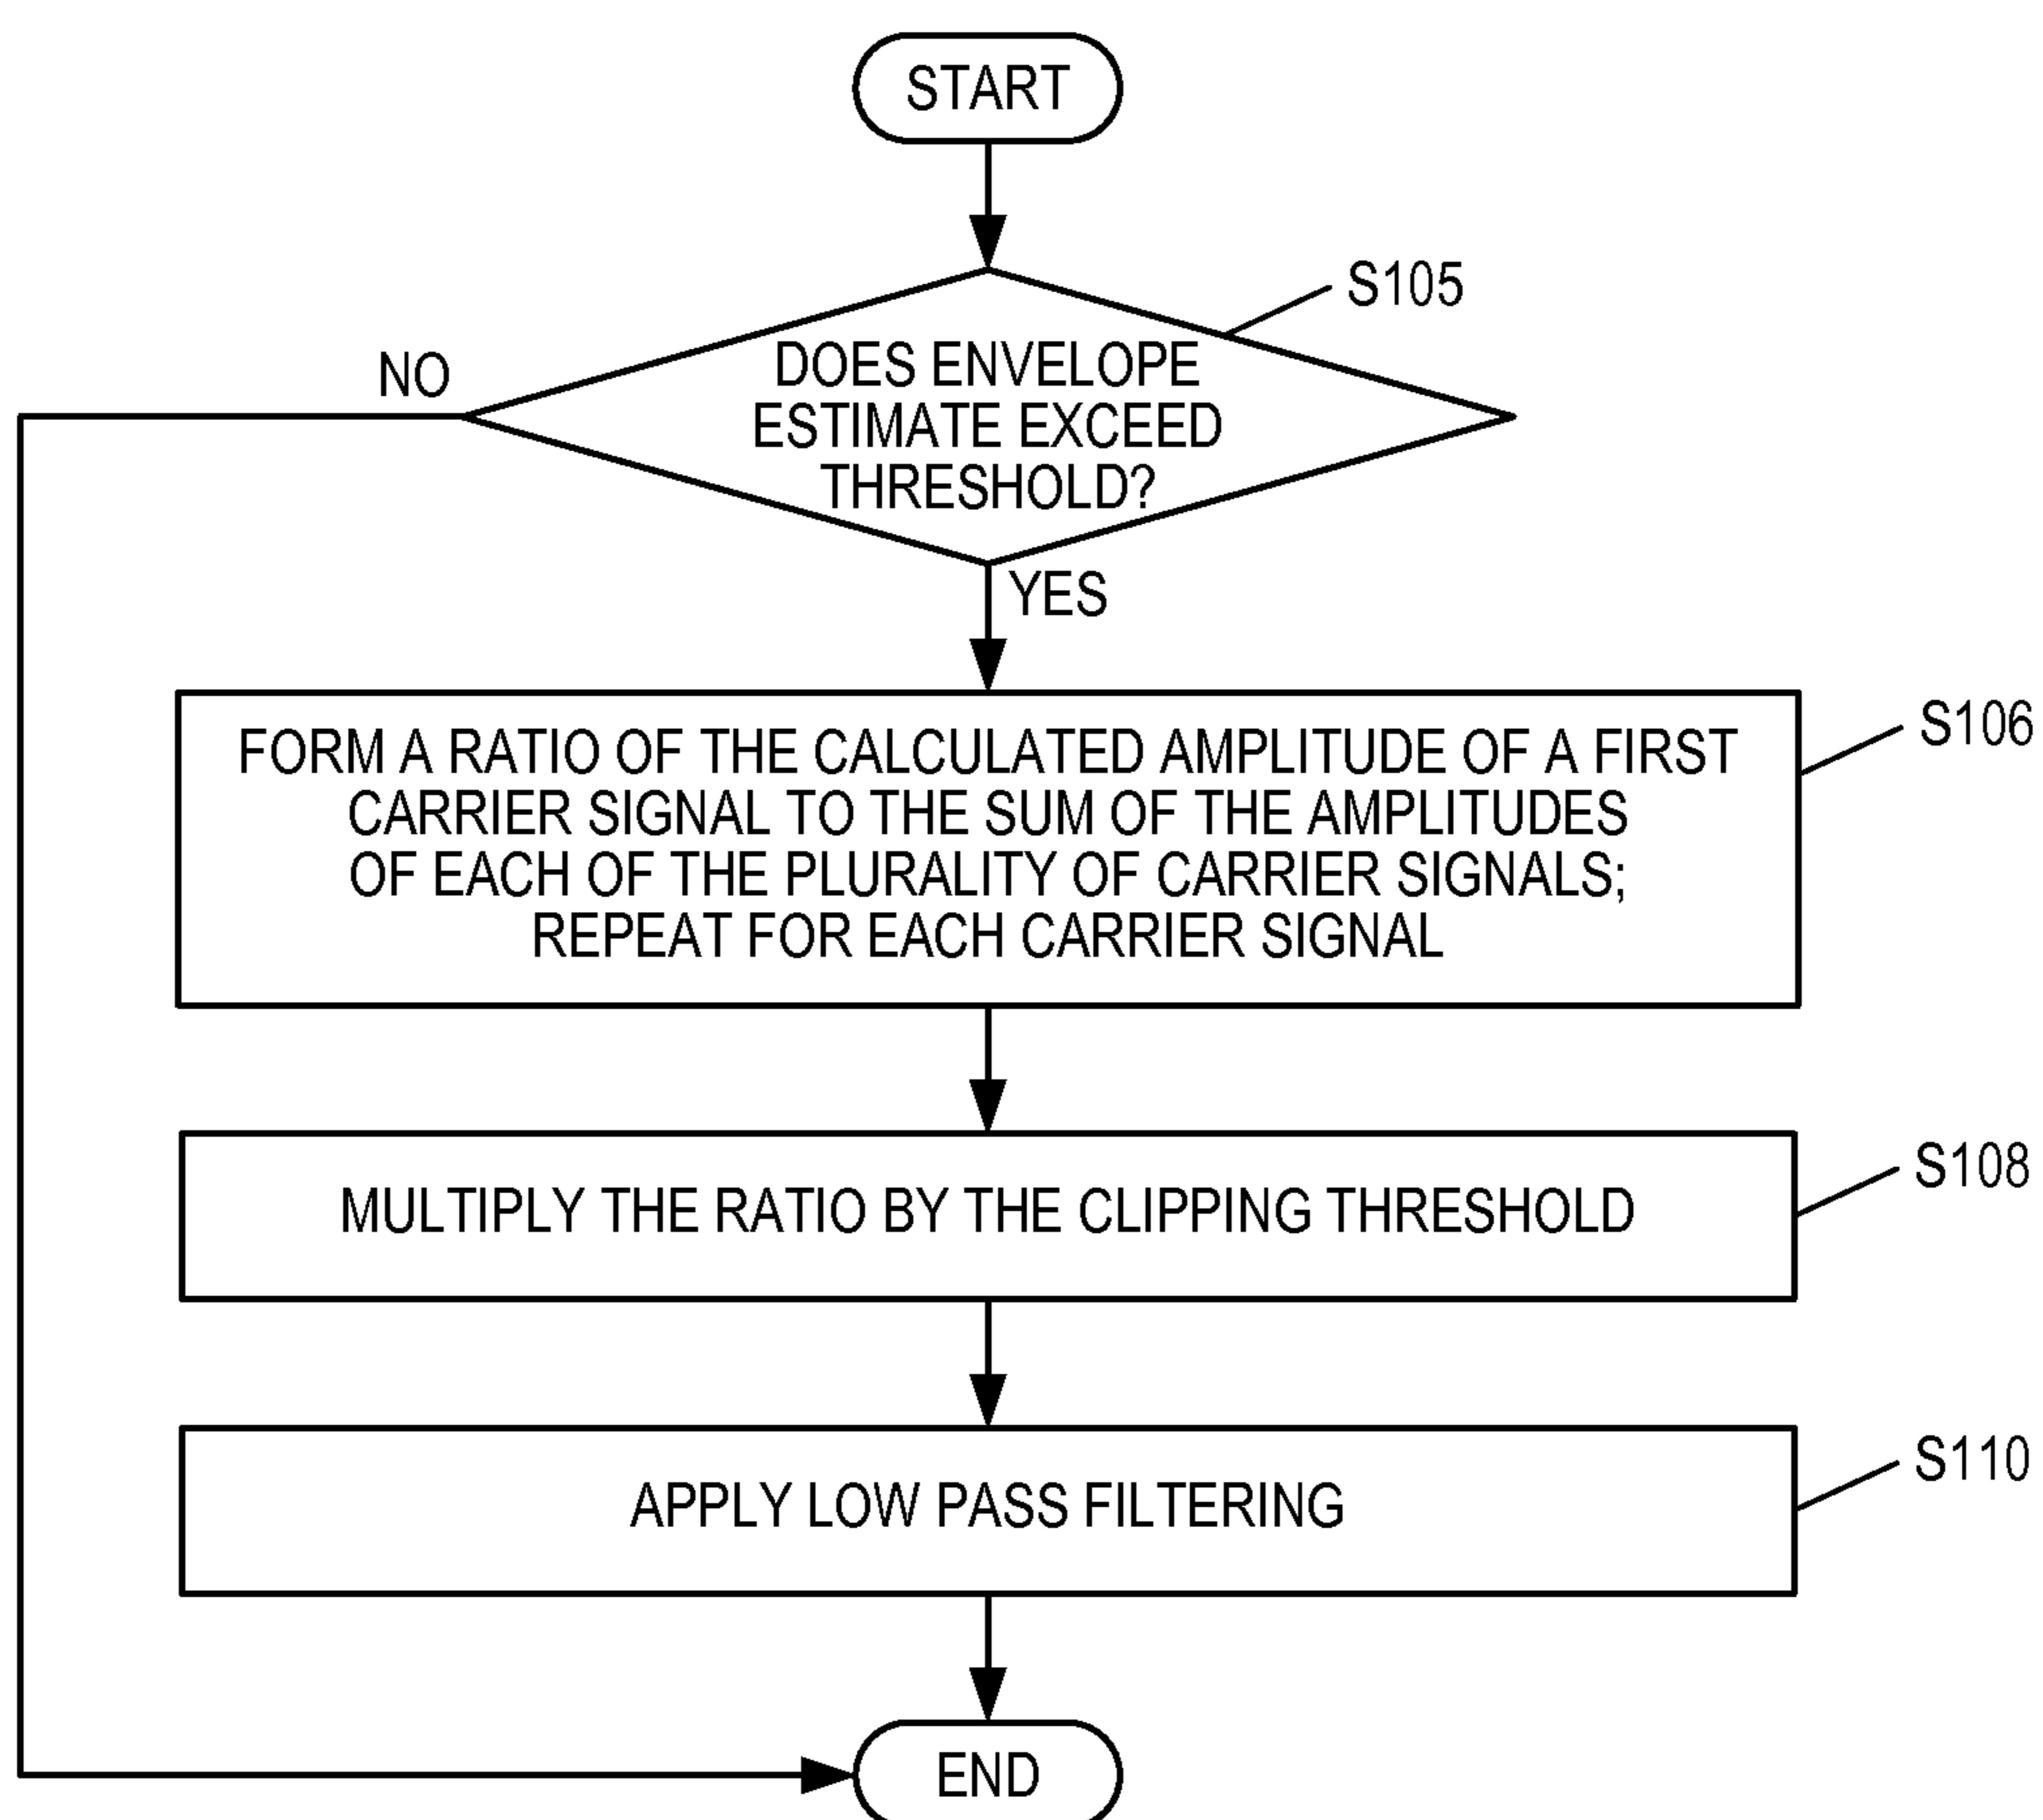 START
S105
DOES ENVELOPE
ESTIMATE EXCEED
THRESHOLD?
NO
YES
S106
FORM A RATIO OF THE CALCULATED AMPLITUDE OF A FIRST
CARRIER SIGNAL TO THE SUM OF THE AMPLITUDES
OF EACH OF THE PLURALITY OF CARRIER SIGNALS;
REPEAT FOR EACH CARRIER SIGNAL
S108
MULTIPLY THE RATIO BY THE CLIPPING THRESHOLD
S110
APPLY LOW PASS FILTERING
END